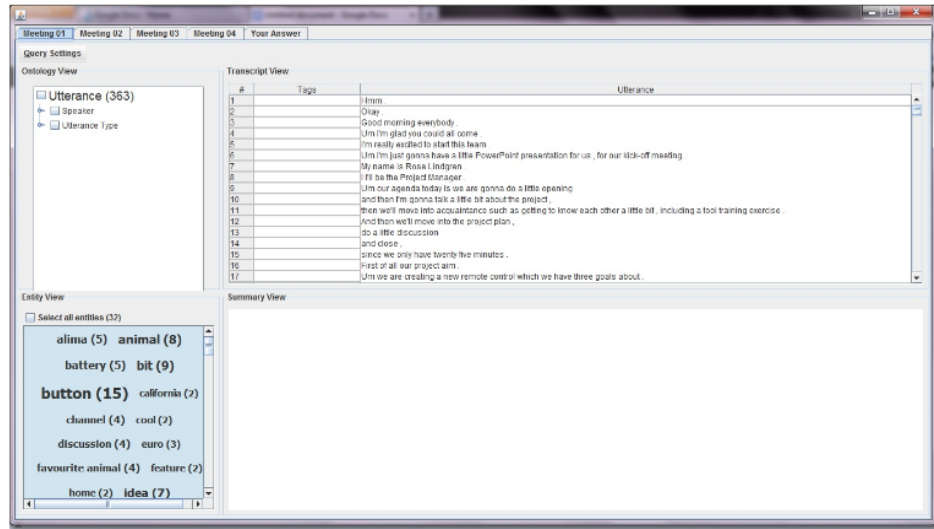 Meeting 01 Meeting 02 Meeting 03 Meeting 04 Your Answer
Query Settings
Ontology View
Utterance (363)
Speaker
Utterance Type
Transcript View
# Tags Utterance
1 Hmm .
2 Okay .
3 Good morning everybody .
4 Um I'm glad you could all come .
5 I'm really excited to start this team
6 Um I'm just gonna have a little PowerPoint presentation for us , for our kick-off meeting
7 My name is Rose Lindgren .
8 I I'll be the Project Manager .
9 Um our agenda today is we are gonna do a little opening
10 and then I'm gonna talk a little bit about the project ,
11 then we'll move into acquaintance such as getting to know each other a little bit , including a tool training exercise .
12 And then we'll move into the project plan ,
13 do a little discussion
14 and close ,
15 since we only have twenty five minutes .
16 First of all our project aim .
17 Um we are creating a new remote control which we have three goals about ,
Entity View
Select all entities (32)
alima (5) animal (8)
battery (5) bit (9)
button (15) california (2)
channel (4) cool (2)
discussion (4) euro (3)
favourite animal (4) feature (2)
home (2) idea (7)
Summary View